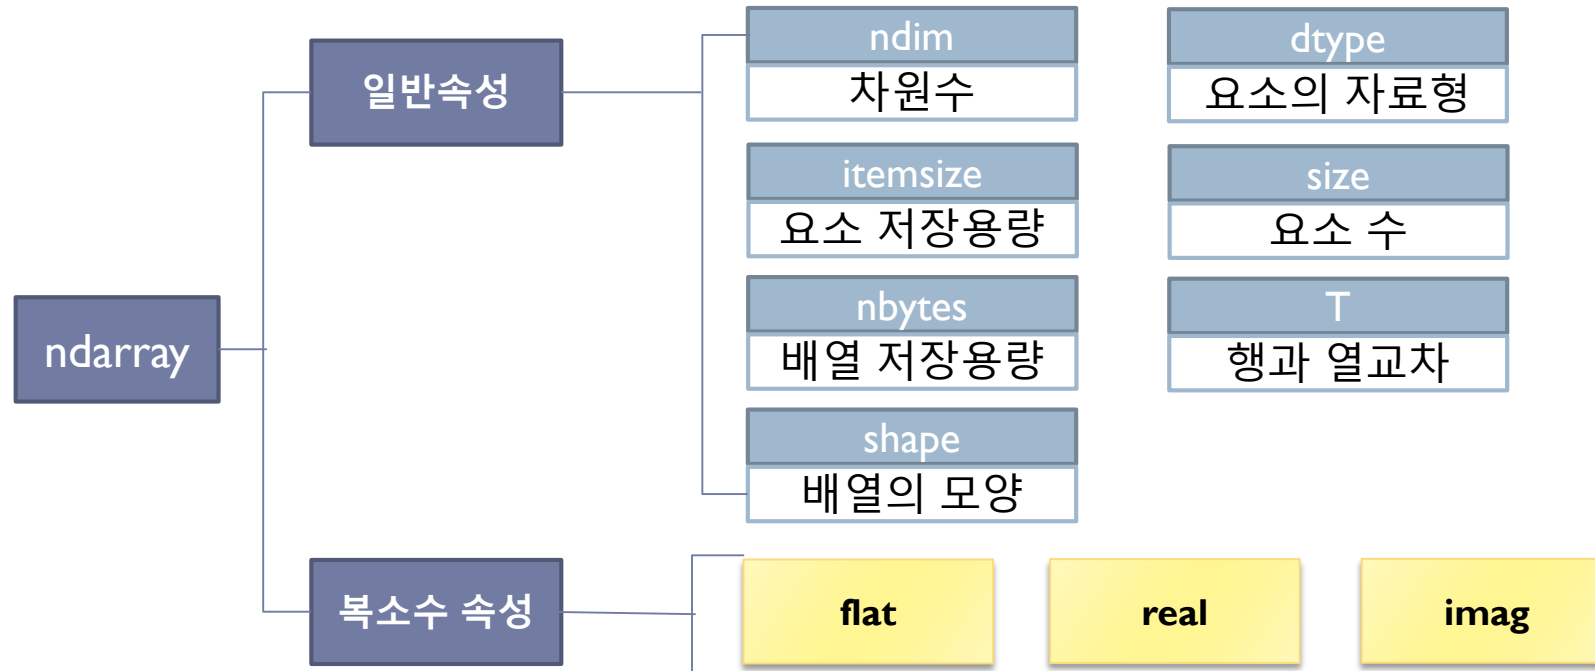 ndarray
일반속성
ndim
차원수
dtype
요소의 자료형
itemsize
요소 저장용량
size
요소 수
nbytes
배열 저장용량
T
행과 열교차
shape
배열의 모양
복소수 속성
flat
real
imag